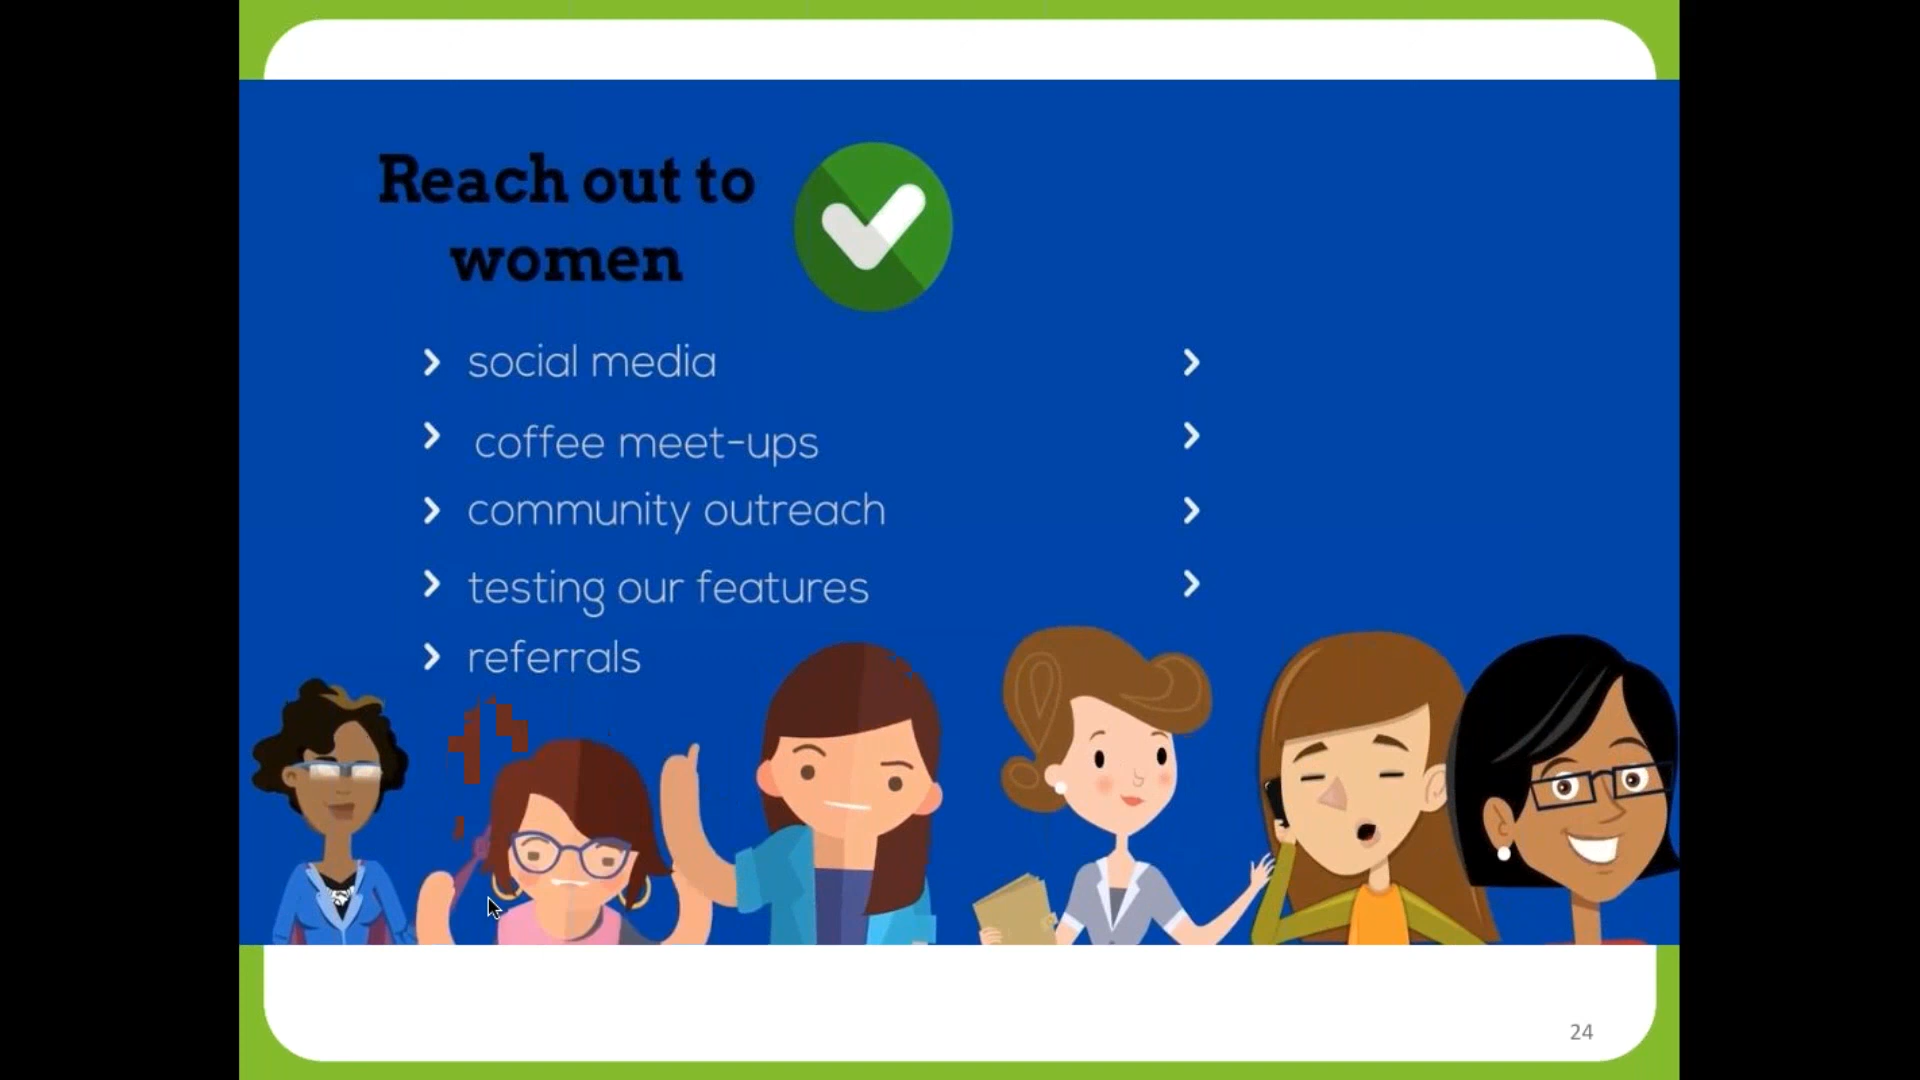 Reach out to
women
social media
coffee meet-ups
community outreach
testing our features
referrals
24